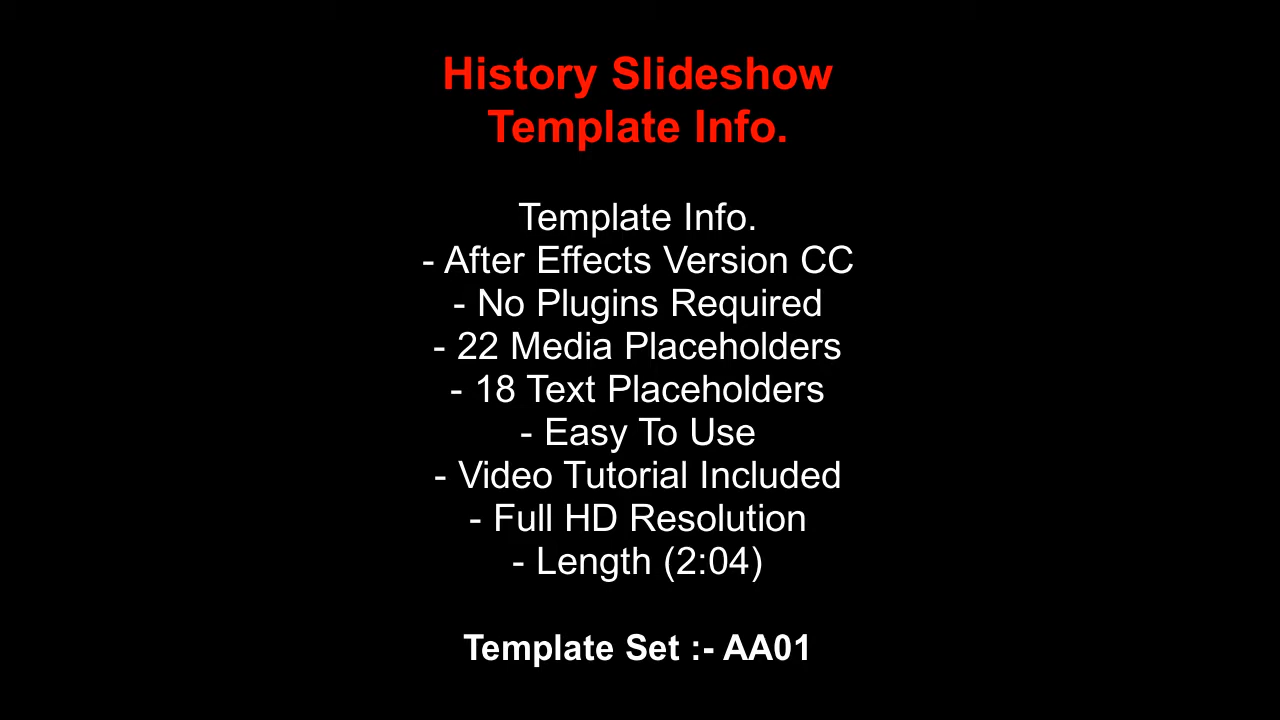 History Slideshow
Template Info.
Template Info.
- After Effects Version CC
- No Plugins Required
- 22 Media Placeholders
- 18 Text Placeholders
- Easy To Use
- Video Tutorial Included
- Full HD Resolution
- Length (2:04)
Template Set :- AA01